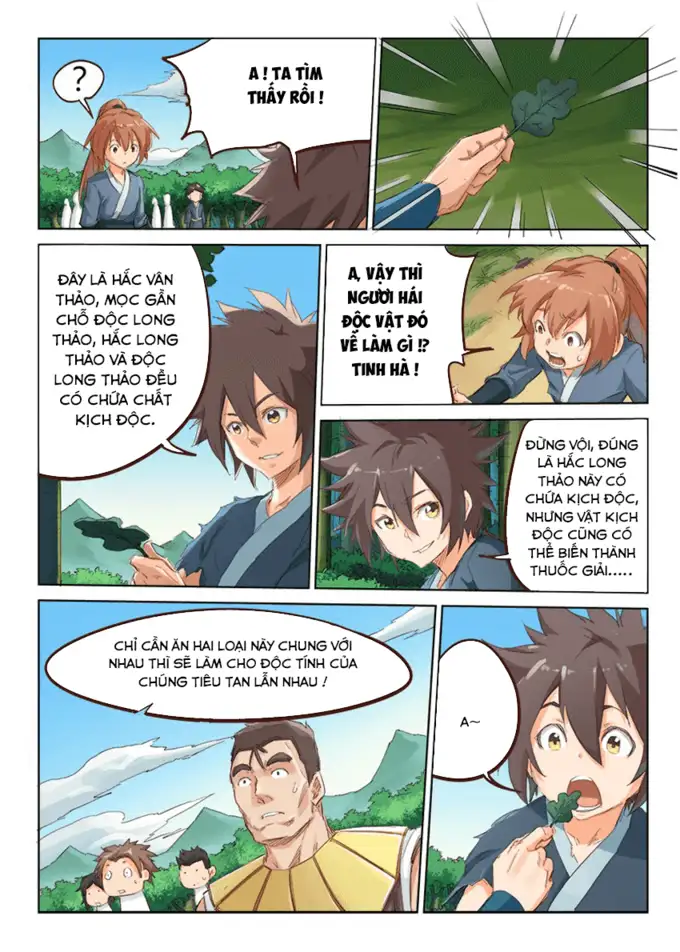 ?
A ! TA TÌM
THẤY RỒI !
ĐÂY LÀ HẮC VÂN
THẢO, MỌC GẦN
CHỖ ĐỘC LONG
THẢO, HẮC LONG
THẢO VÀ ĐỘC
LONG THẢO ĐỀU
CÓ CHỨA CHẤT
KỊCH ĐỘC.
A, VẬY THÌ
NGƯỜI HÁI
ĐỘC VẬT ĐÓ
VỀ LÀM GÌ !?
TINH HÀ !
ĐỪNG VỘI, ĐÚNG
LÀ HẮC LONG
THẢO NÀY CÓ
CHỨA KỊCH ĐỘC,
NHƯNG VẬT KỊCH
ĐỘC CŨNG CÓ
THỂ BIẾN THÀNH
THUỐC GIẢI.....
CHỈ CẦN ĂN HAI LOẠI NÀY CHUNG VỚI
NHAU THÌ SẼ LÀM CHO ĐỘC TÍNH CỦA
CHÚNG TIÊU TAN LẪN NHAU !
A~